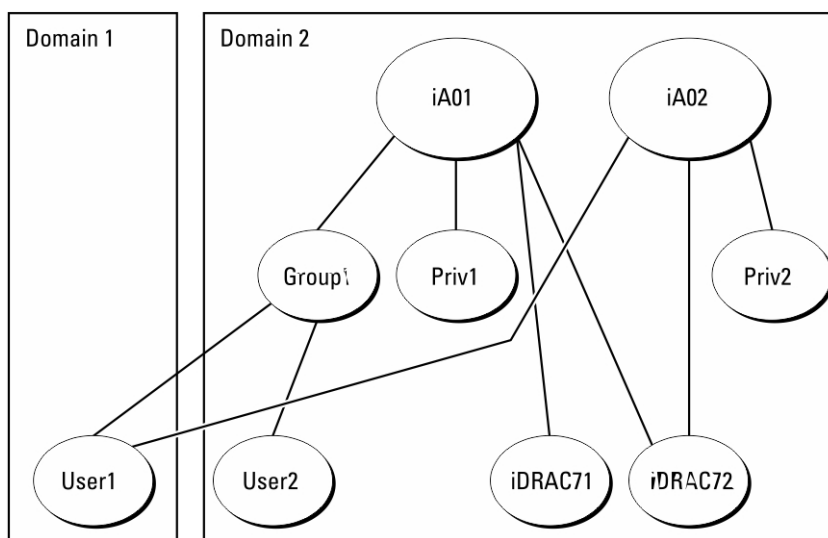 Domain 1
Domain 2
iA01
iA02
Group1
Priv1
Priv2
User1
User2
iDRAC71
iDRAC72